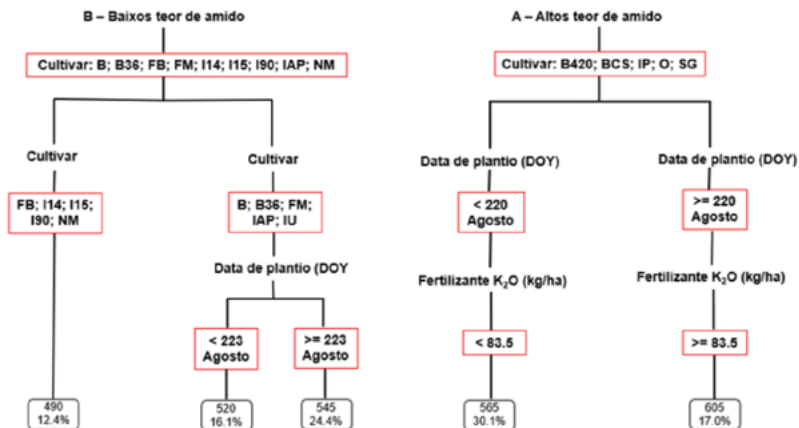 B – Baixos teor de amido
A – Altos teor de amido
Cultivar: B; B36; FB; FM; I14; I15; I90; IAP; NM
Cultivar: B420; BCS; IP; O; SG
Cultivar
Cultivar
Data de plantio (DOY)
Data de plantio (DOY)
FB; I14; I15;
I90; NM
B; B36; FM;
IAP; IU
< 220
Agosto
>= 220
Agosto
Data de plantio (DOY
Fertilizante K₂O (kg/ha)
Fertilizante K₂O (kg/ha)
< 223
Agosto
>= 223
Agosto
< 83.5
>= 83.5
490
12.4%
520
16.1%
545
24.4%
565
30.1%
605
17.0%